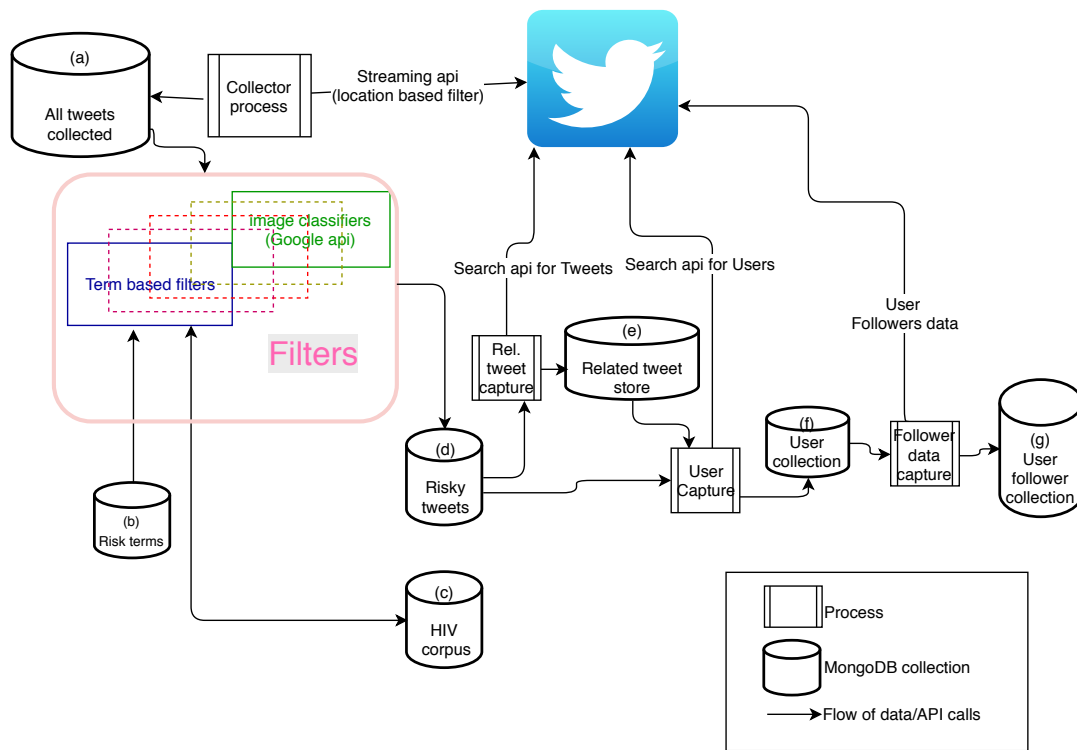 (a)
All tweets
collected
Collector
process
Streaming api
(location based filter)
Image classifiers
(Google api)
Term based filters
Filters
Search api for Tweets
Search api for Users
User
Followers data
Rel.
tweet
capture
(e)
Related tweet
store
(d)
Risky
tweets
User
Capture
(f)
User
collection
Follower
data
capture
(g)
User
follower
collection
(b)
Risk terms
(c)
HIV
corpus
Process
MongoDB collection
Flow of data/API calls